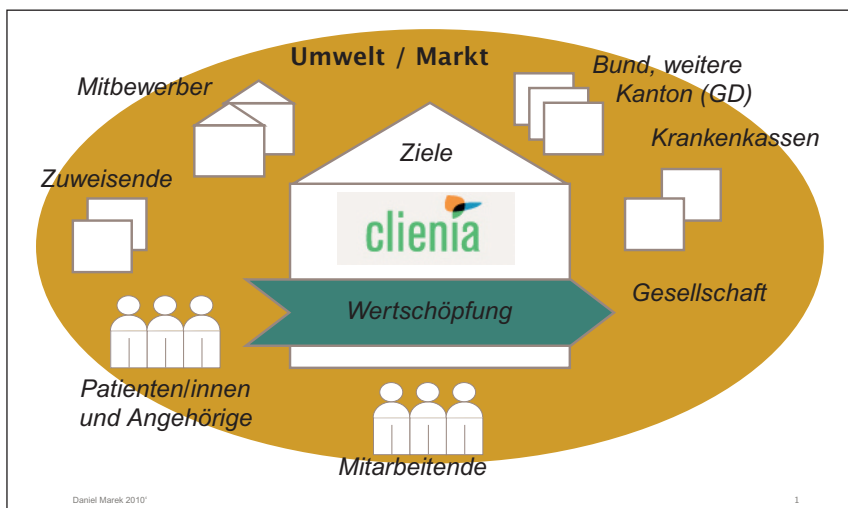 Umwelt / Markt
Mitbewerber
Bund, weitere
Kanton (GD)
Ziele
Krankenkassen
Zuweisende
clienia
Gesellschaft
Wertschöpfung
Patienten/innen
und Angehörige
Mitarbeitende
Daniel Marek 2010'
1